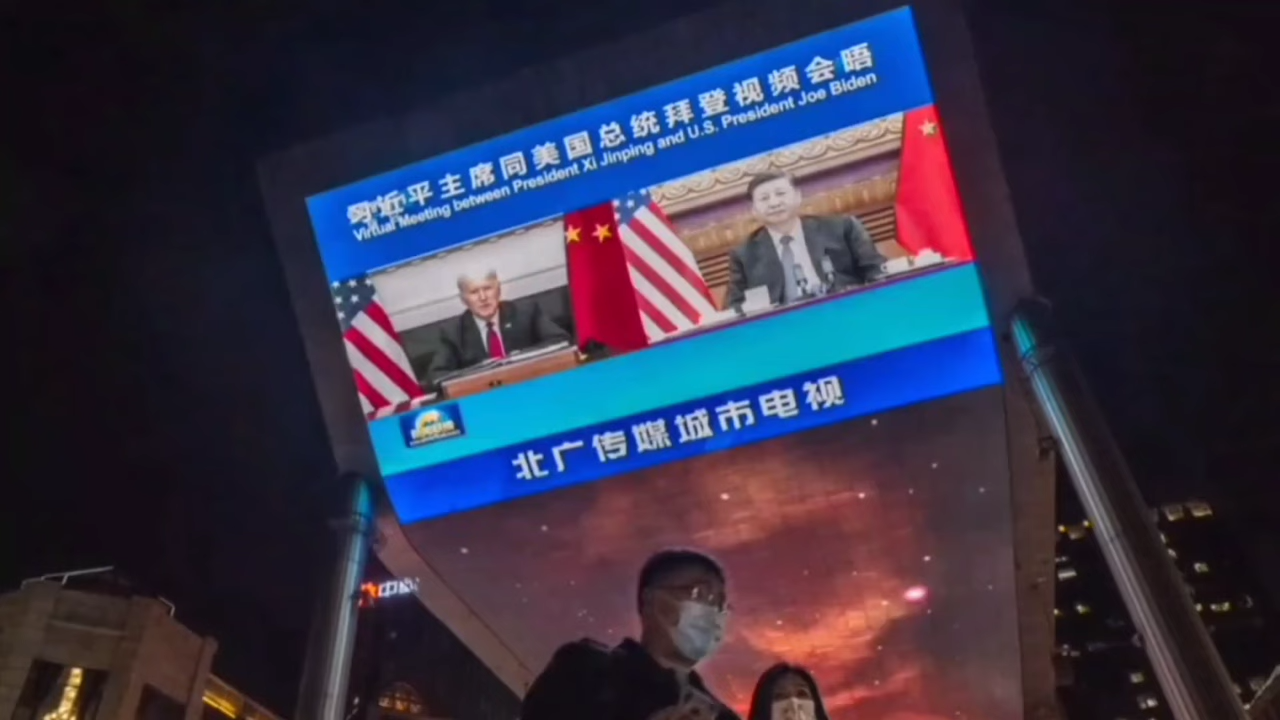 习近平主席同美国总统拜登视频会晤
Virtual Meeting between President Xi Jinping and U.S. President Joe Biden
北广传媒城市电视